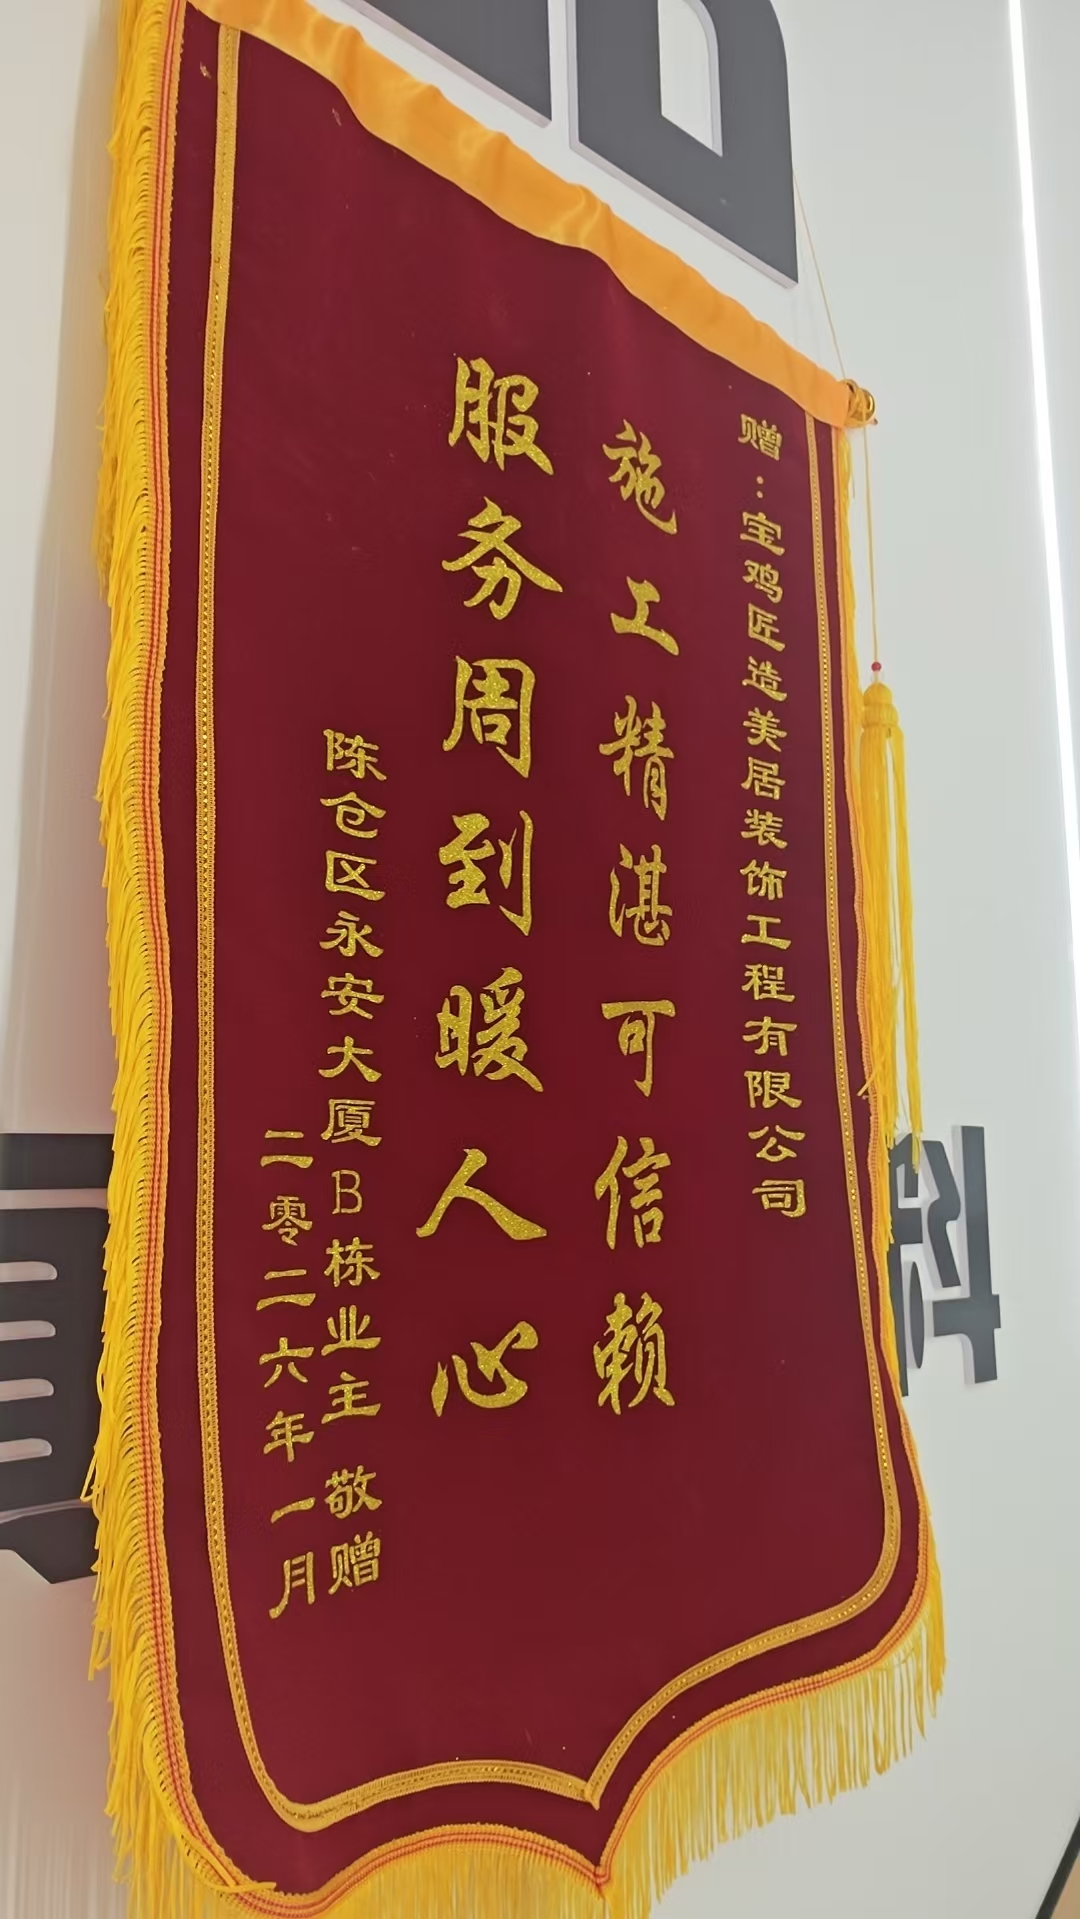 赠：宝鸡匠造美居装饰工程有限公司
施工精湛可信赖
服务周到暖人心
陈仓区永安大厦B栋业主 敬赠
二零二六年一月